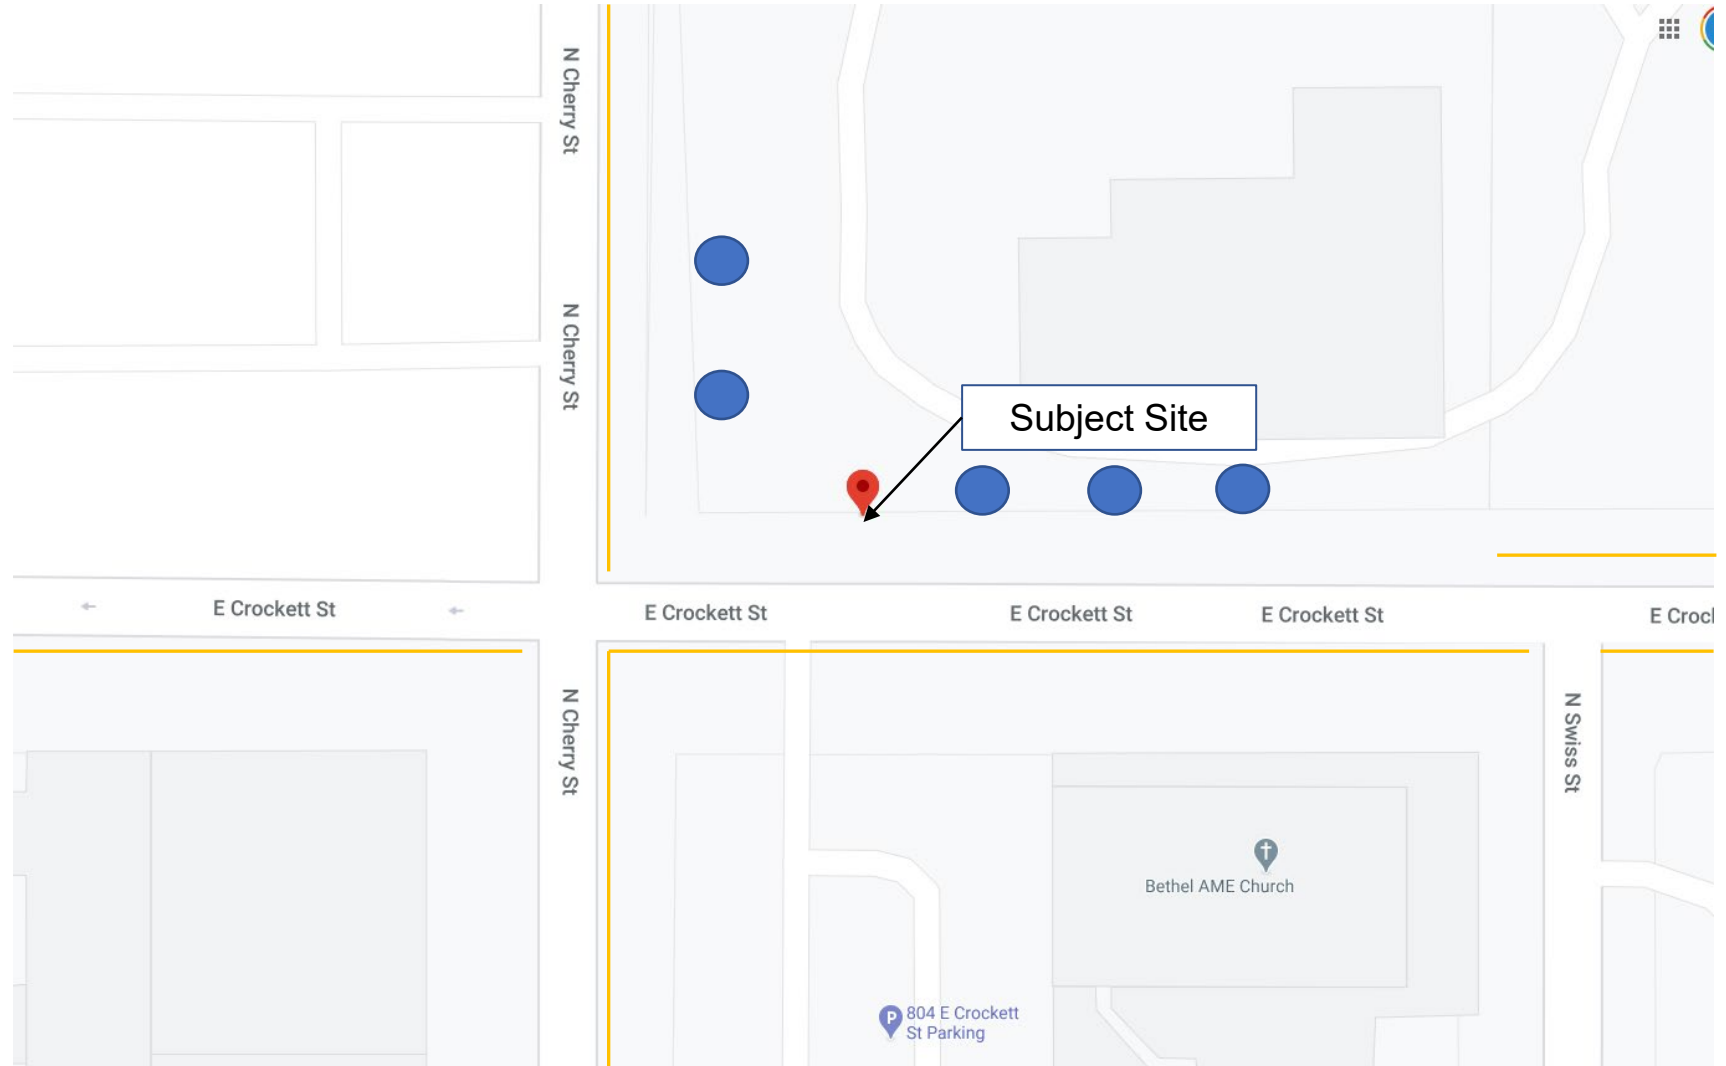 N Cherry St
N Cherry St
Subject Site
E Crockett St
E Crockett St
E Crockett St
E Crockett St
E Crocl
N Cherry St
N Swiss St
Bethel AME Church
P
804 E Crockett
St Parking